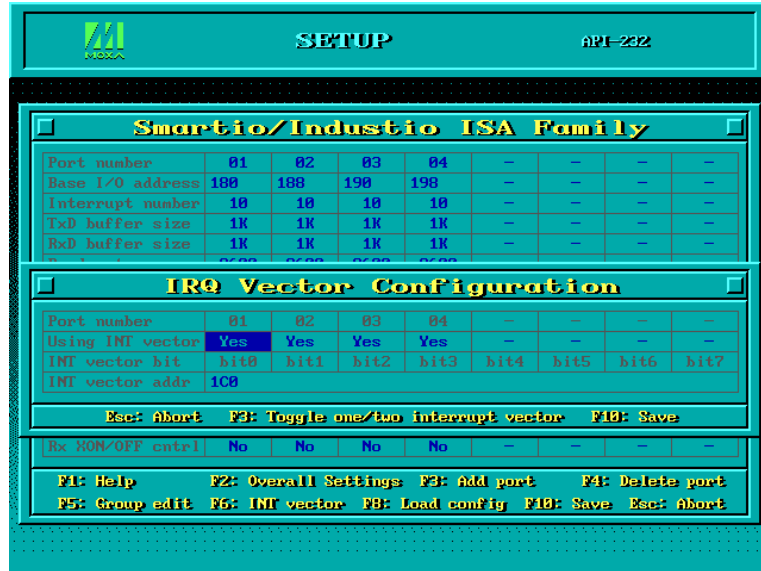 MOXA SETUP API-232
Smartio/Industio ISA Family
Port number 01 02 03 04 - - - -
Base I/O address 180 188 190 198 - - - -
Interrupt number 10 10 10 10 - - - -
TxD buffer size 1K 1K 1K 1K - - - -
RxD buffer size 1K 1K 1K 1K - - - -
IRQ Vector Configuration
Port number 01 02 03 04 - - - -
Using INT vector Yes Yes Yes Yes - - - -
INT vector bit bit0 bit1 bit2 bit3 bit4 bit5 bit6 bit7
INT vector addr 1C0
Esc: Abort F3: Toggle one/two interrupt vector F10: Save
Rx XON/OFF cntrl No No No No - - - -
F1: Help F2: Overall Settings F3: Add port F4: Delete port
F5: Group edit F6: INT vector F8: Load config F10: Save Esc: Abort